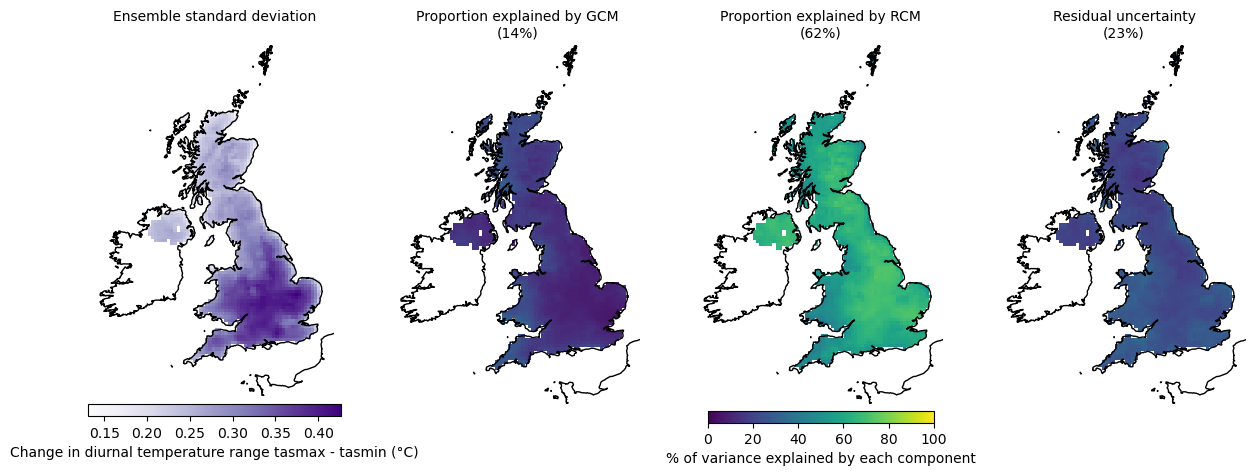 Ensemble standard deviation
Proportion explained by GCM
(14%)
Proportion explained by RCM
(62%)
Residual uncertainty
(23%)
0.15 0.20 0.25 0.30 0.35 0.40
Change in diurnal temperature range tasmax - tasmin (°C)
0 20 40 60 80 100
% of variance explained by each component